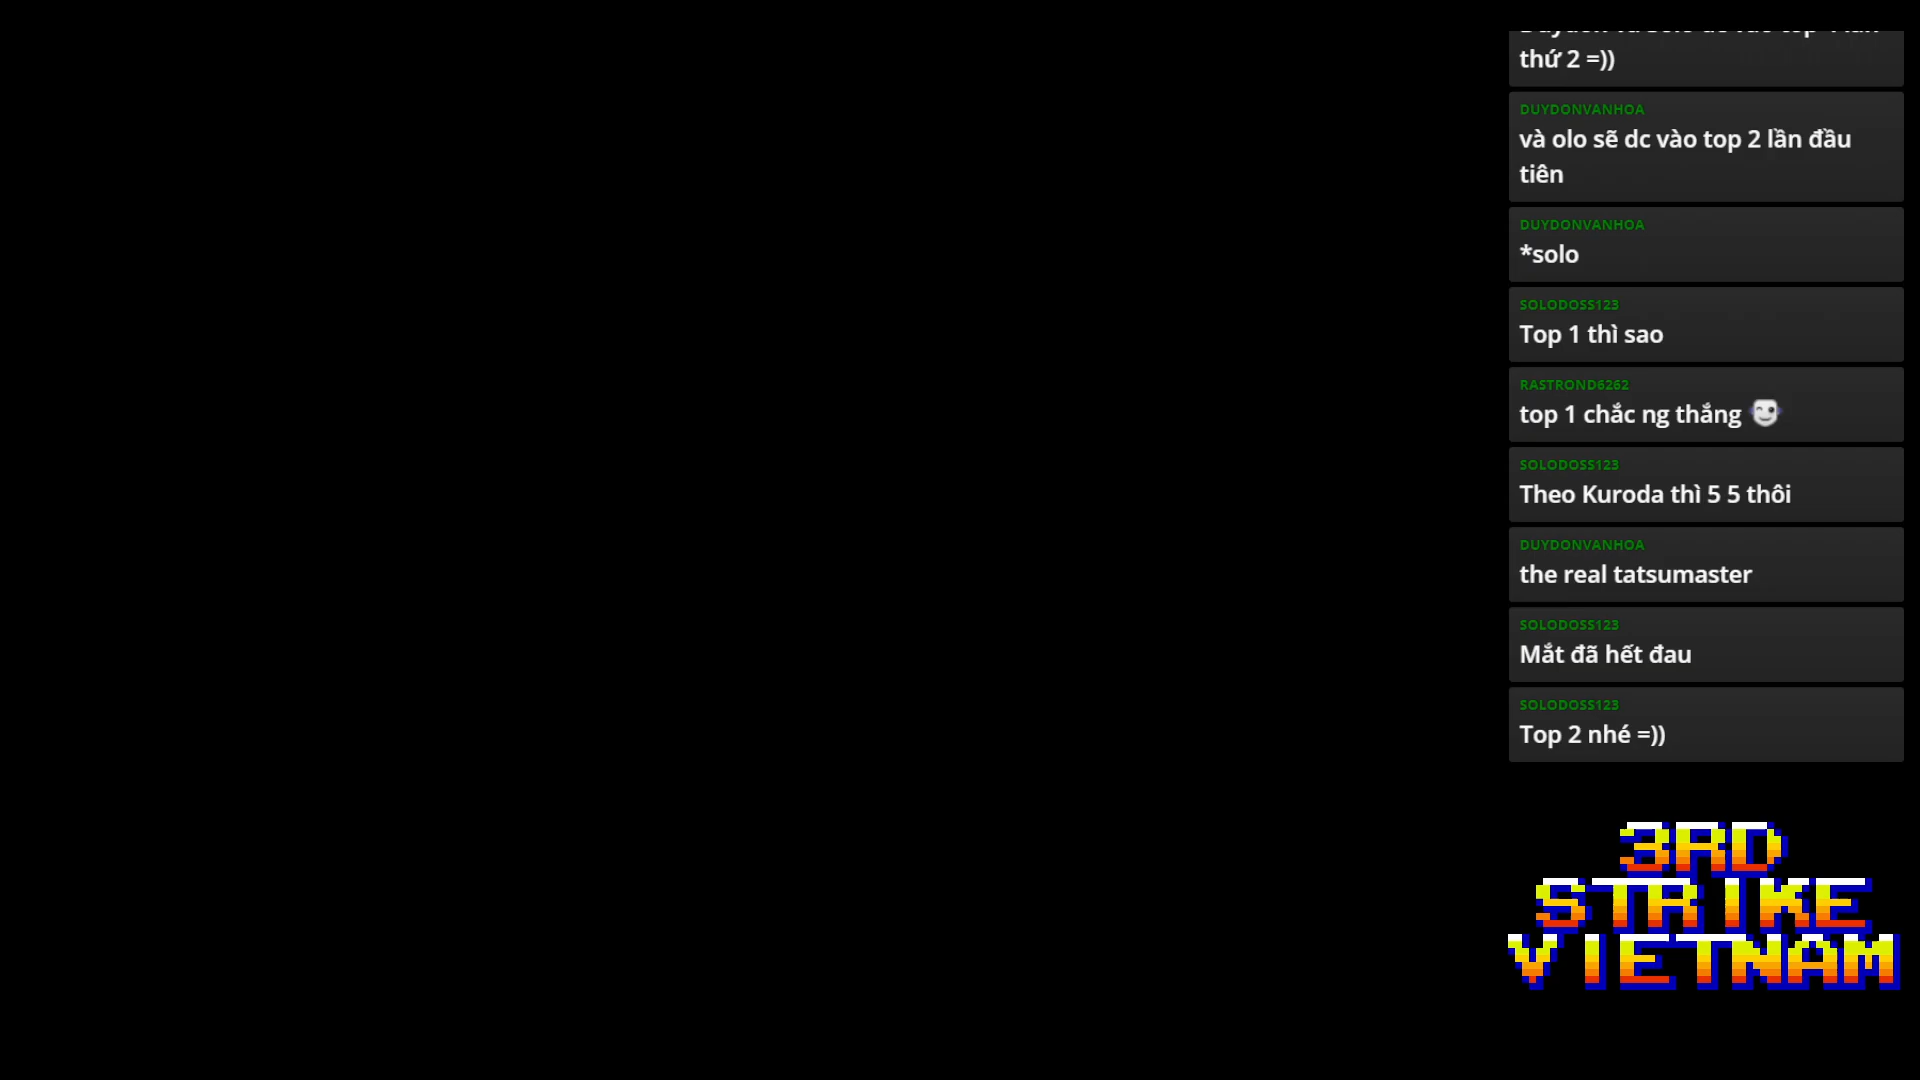 thứ 2 =))
DUYDONVANHOA
và olo sẽ dc vào top 2 lần đầu
tiên
DUYDONVANHOA
*solo
SOLODOSS123
Top 1 thì sao
RASTROND6262
top 1 chắc ng thắng
SOLODOSS123
Theo Kuroda thì 5 5 thôi
DUYDONVANHOA
the real tatsumaster
SOLODOSS123
Mắt đã hết đau
SOLODOSS123
Top 2 nhé =))
3RD
STRIKE
VIETNAM